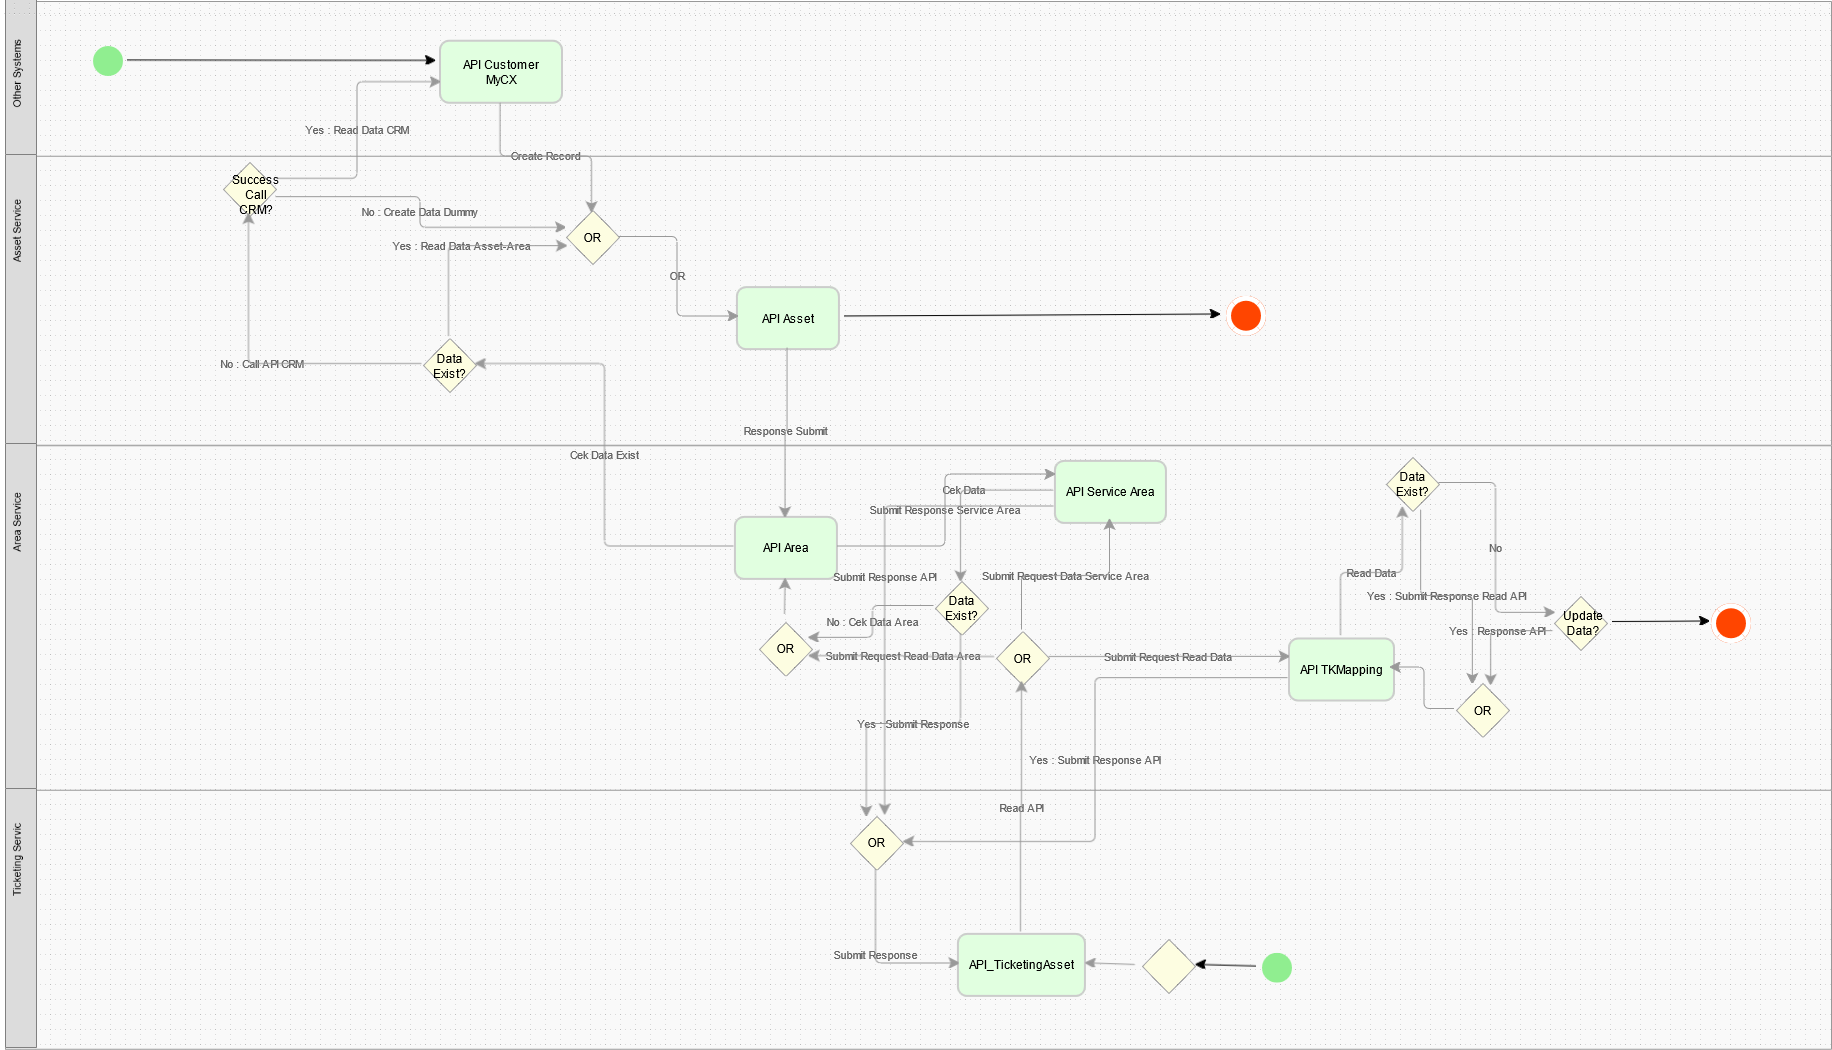 Other Systems
API Customer
MyCX
Yes : Read Data CRM
Create Record
Asset Service
Success
Call
CRM?
No : Create Data Dummy
OR
Yes : Read Data Asset-Area
OR
API Asset
Data
Exist?
No : Call API CRM
Response Submit
Cek Data Exist
Area Service
API Service Area
Cek Data
Submit Response Service Area
Data
Exist?
API Area
No
Submit Response API
Submit Request Data Service Area
Read Data
Data
Exist?
Yes : Submit Response Read API
Update
Data?
No : Cek Data Area
Yes : Response API
OR
Submit Request Read Data Area
OR
Submit Request Read Data
API TKMapping
OR
Yes : Submit Response
Yes : Submit Response API
Ticketing Servic
Read API
OR
Submit Response
API_TicketingAsset